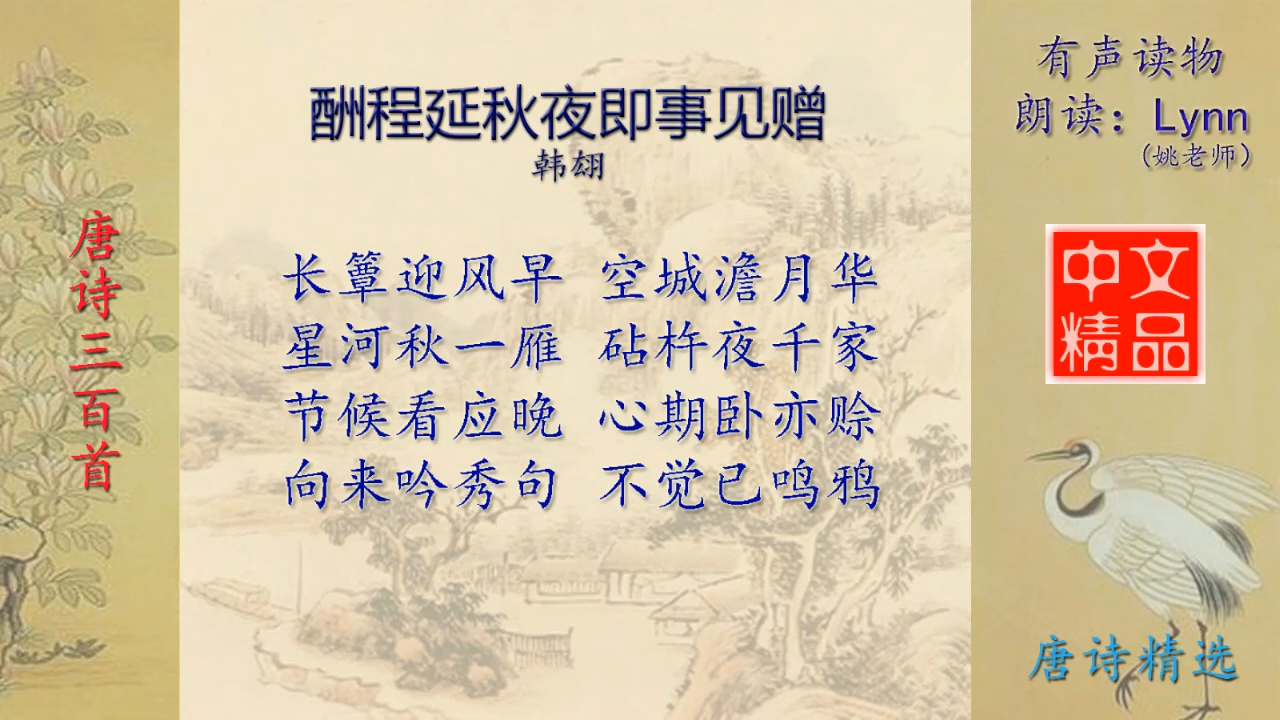 酬程延秋夜即事见赠
韩翃
长簟迎风早 空城澹月华
星河秋一雁 砧杵夜千家
节候看应晚 心期卧亦赊
向来吟秀句 不觉已鸣鸦
唐诗三百首
有声读物
朗读：Lynn
（姚老师）
中文
精品
唐诗精选